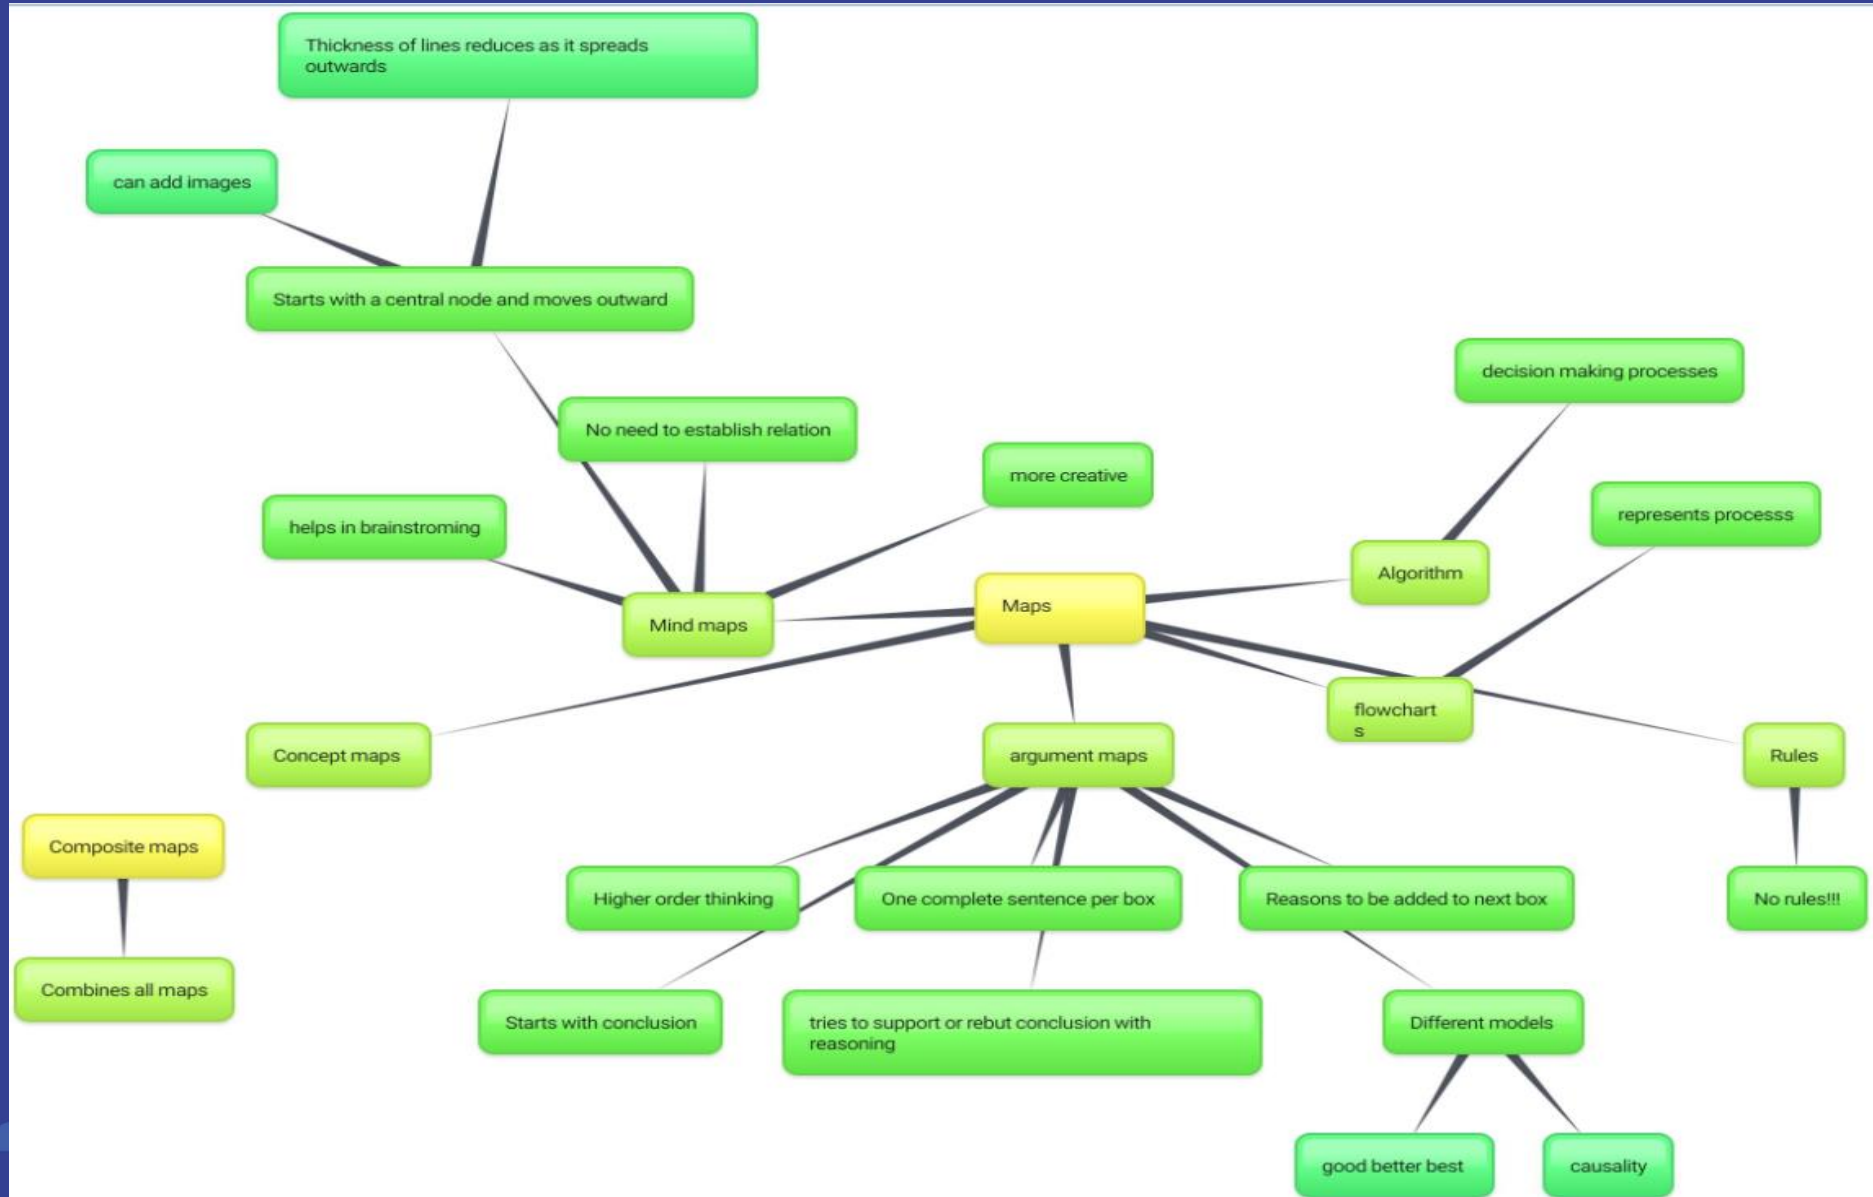 Thickness of lines reduces as it spreads
outwards
can add images
Starts with a central node and moves outward
decision making processes
No need to establish relation
more creative
helps in brainstroming
represents processs
Algorithm
Maps
Mind maps
flowchart
s
Concept maps
argument maps
Rules
Composite maps
Higher order thinking
One complete sentence per box
Reasons to be added to next box
No rules!!!
Combines all maps
Starts with conclusion
tries to support or rebut conclusion with
reasoning
Different models
good better best
causality